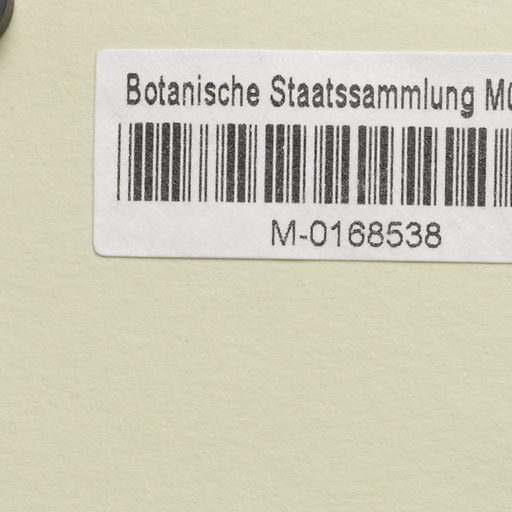 Botanische Staatssammlung
M-0168538